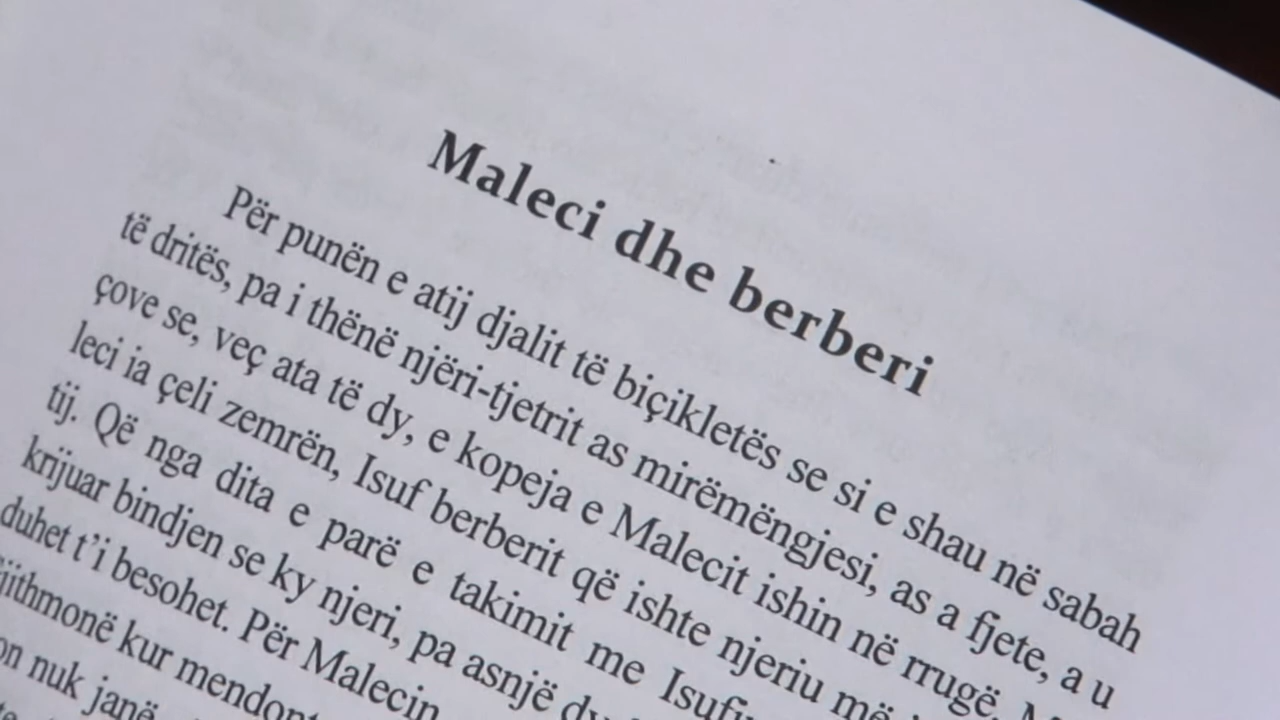 Maleci dhe berberi
Për punën e atij djalit të biçikletës se si e shau në sabah
të dritës, pa i thënë njëri-tjetrit as mirëmëngjesi, as a fjete, a u
çove se, veç ata të dy, e kopeja e Malecit ishin në rrugë.
leci ia çeli zemrën, Isuf berberit që ishte njeriu më
tij. Që nga dita e parë e takimit me
krijuar bindjen se ky njeri, pa asnjë
duhet t'i besohet. Për Malecin
kur
nuk janë